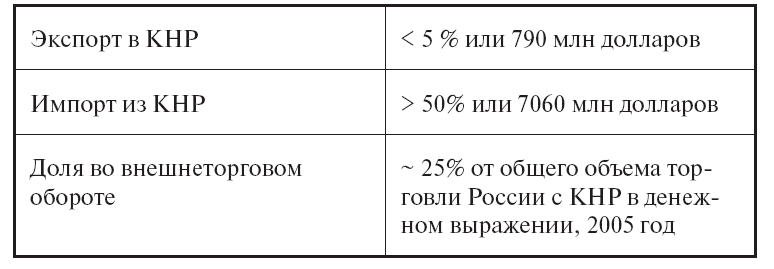 Экспорт в КНР
< 5 % или 790 млн долларов
Импорт из КНР
> 50% или 7060 млн долларов
Доля во внешнеторговом
обороте
~ 25% от общего объема тор-
говли России с КНР в денеж-
ном выражении, 2005 год